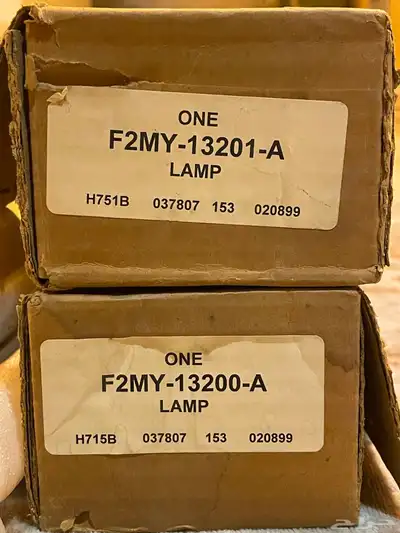 ONE
F2MY-13201-A
LAMP
H751B 037807 153 020899
ONE
F2MY-13200-A
LAMP
H715B 037807 153 020899